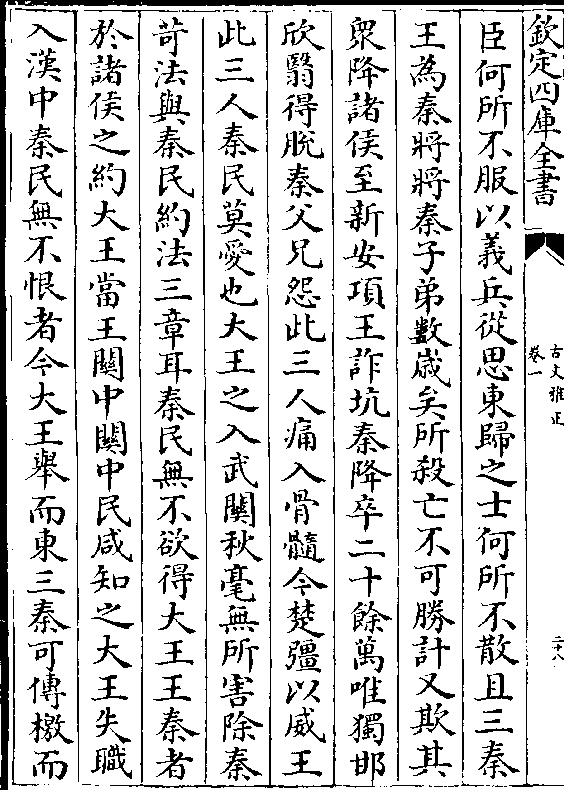 欽定四庫全書
古文雅正
卷一
二十八
臣何所不服以義兵從思東歸之士何所不散且三秦
王為秦將將秦子弟數歲矣所殺亡不可勝計又欺其
衆降諸侯至新安項王詐坑秦降卒二十餘萬唯獨邯
欣翳得脫秦父兄怨此三人痛入骨髓今楚彊以威王
此三人秦民莫愛也大王之入武關秋毫無所害除秦
苛法與秦民約法三章耳秦民無不欲得大王王秦者
於諸侯之約大王當王關中關中民咸知之大王失職
入漢中秦民無不恨者今大王舉而東三秦可傳檄而